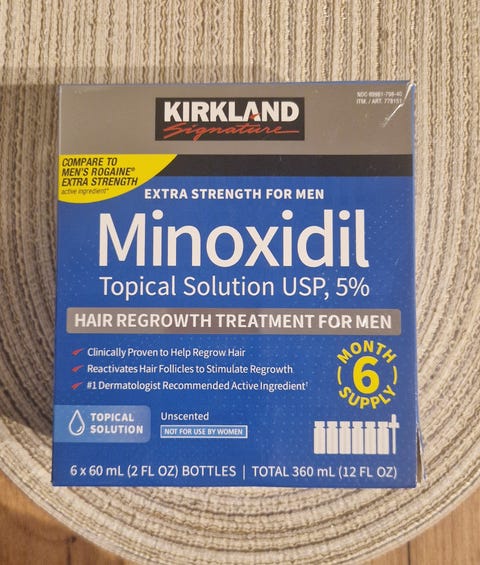 KIRKLAND
Signature
ITM. / ART. 779151
COMPARE TO
MEN'S ROGAINE®
EXTRA STRENGTH
active ingredient*
EXTRA STRENGTH FOR MEN
Minoxidil
Topical Solution USP, 5%
HAIR REGROWTH TREATMENT FOR MEN
Clinically Proven to Help Regrow Hair
Reactivates Hair Follicles to Stimulate Regrowth
#1 Dermatologist Recommended Active Ingredient†
MONTH
6
SUPPLY
TOPICAL
SOLUTION
Unscented
NOT FOR USE BY WOMEN
6 x 60 mL (2 FL OZ) BOTTLES | TOTAL 360 mL (12 FL OZ)